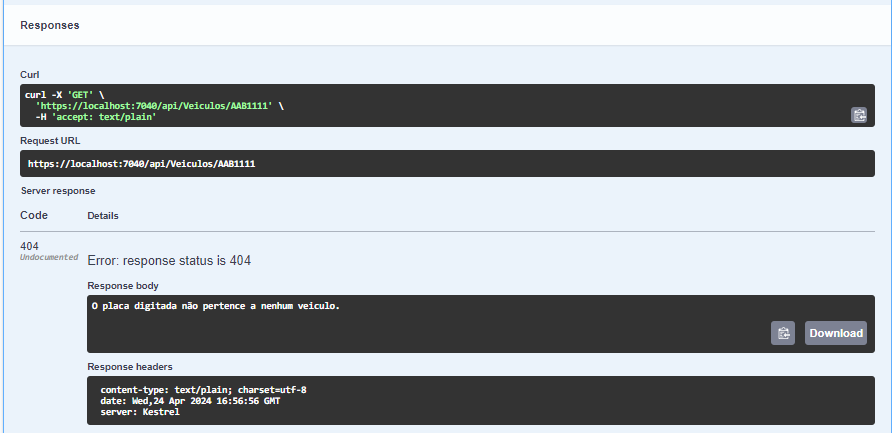 Responses
Curl
curl -X 'GET' \
'https://localhost:7040/api/Veiculos/AAB1111' \
-H 'accept: text/plain'
Request URL
https://localhost:7040/api/Veiculos/AAB1111
Server response
Code Details
404
Undocumented
Error: response status is 404
Response body
O placa digitada não pertence a nenhum veiculo.
Download
Response headers
content-type: text/plain; charset=utf-8
date: Wed,24 Apr 2024 16:56:56 GMT
server: Kestrel